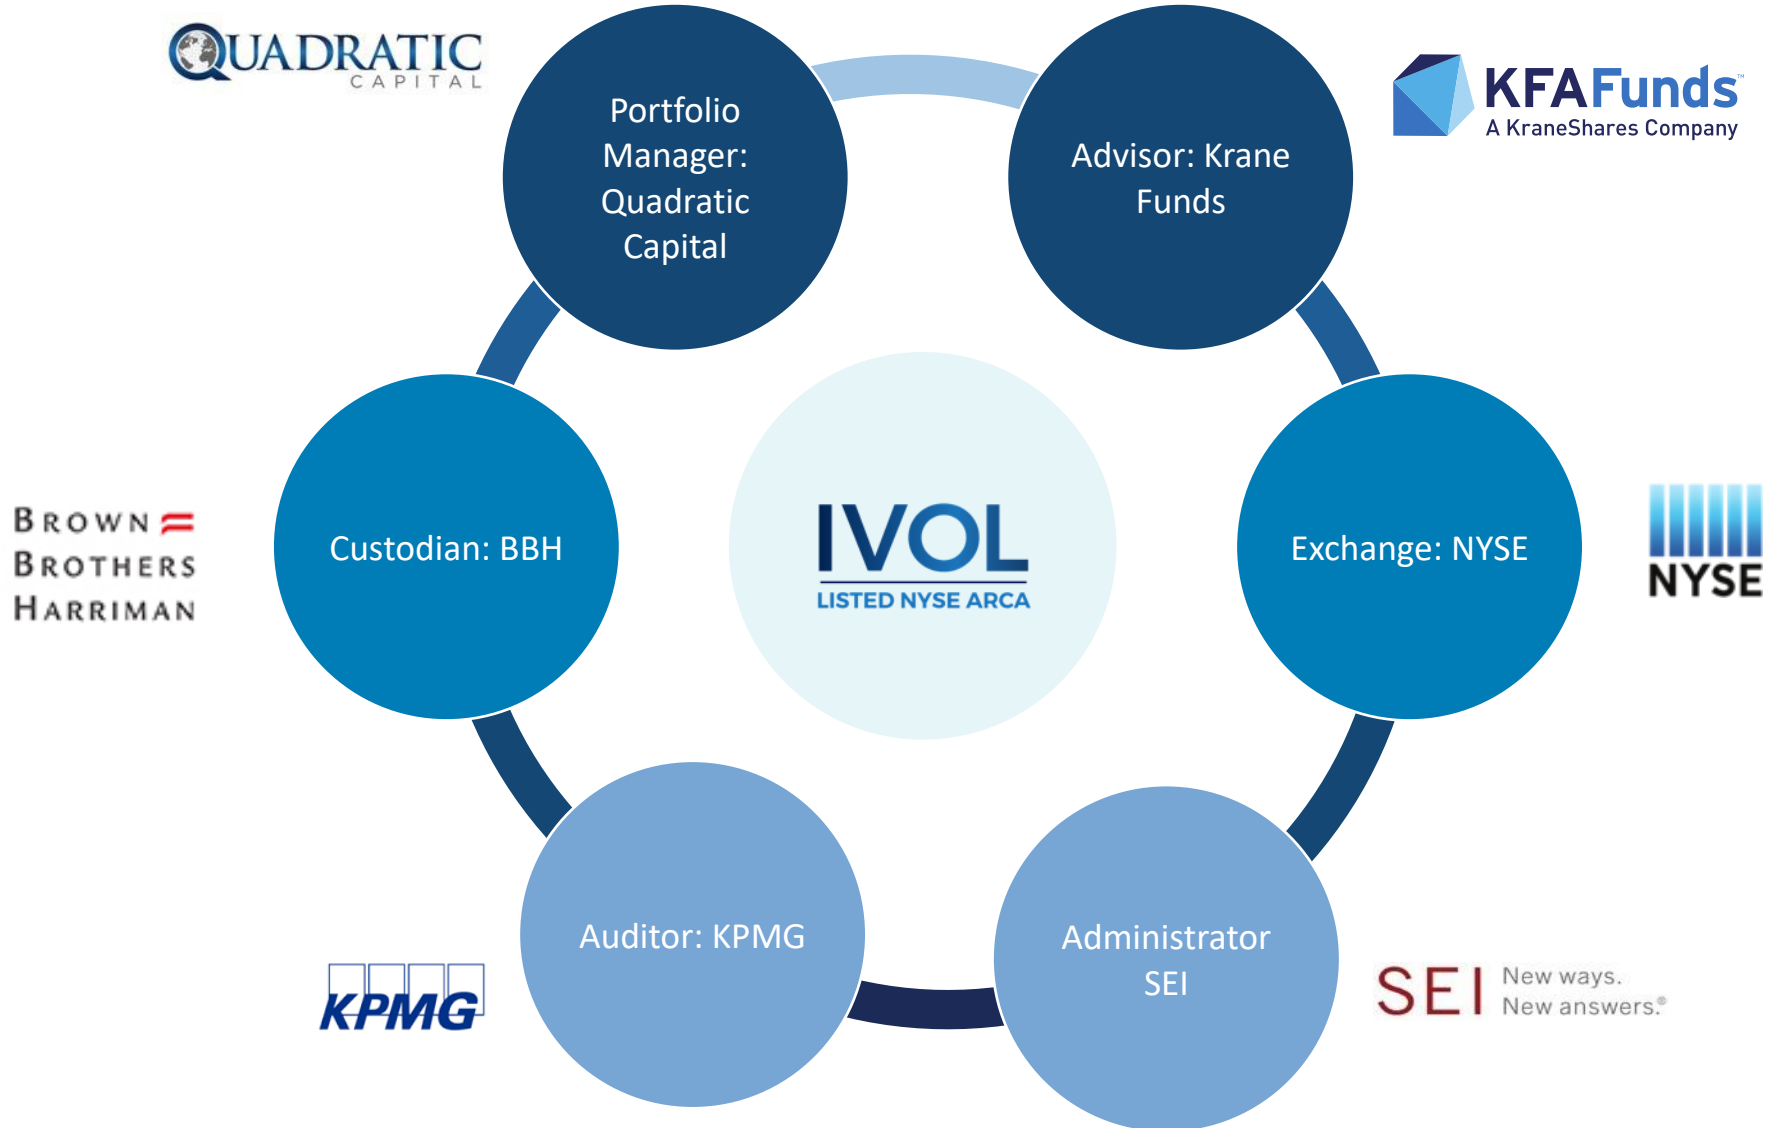 QUADRATIC
CAPITAL
Portfolio
Manager:
Quadratic
Capital
Advisor: Krane
Funds
KFAFunds™
A KraneShares Company
BROWN
BROTHERS
HARRIMAN
Custodian: BBH
IVOL
LISTED NYSE ARCA
Exchange: NYSE
NYSE
KPMG
Auditor: KPMG
Administrator
SEI
SEI
New ways.
New answers.®